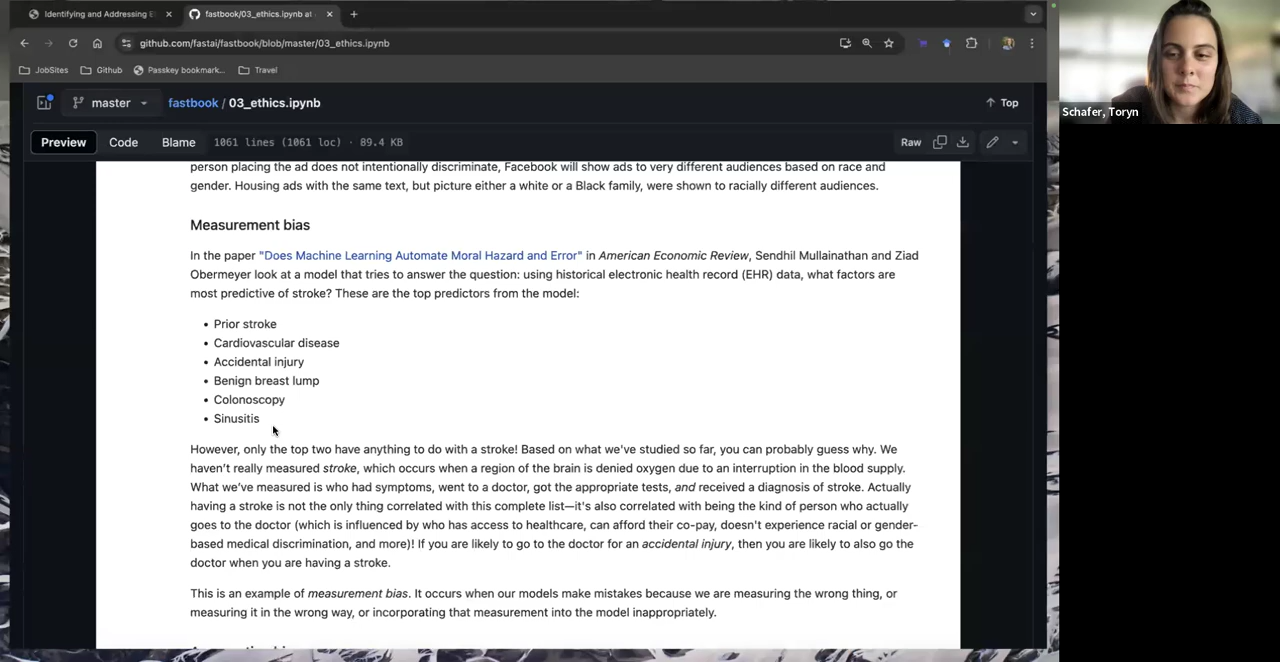 Identifying and Addressing E
fastbook/03_ethics.ipynb at
github.com/fastai/fastbook/blob/master/03_ethics.ipynb
JobSites
Github
Passkey bookmark...
Travel
master
fastbook / 03_ethics.ipynb
Top
Preview
Code
Blame
1061 lines (1061 loc) · 89.4 KB
Raw
person placing the ad does not intentionally discriminate, Facebook will show ads to very different audiences based on race and
gender. Housing ads with the same text, but picture either a white or a Black family, were shown to racially different audiences.
Measurement bias
In the paper "Does Machine Learning Automate Moral Hazard and Error" in American Economic Review, Sendhil Mullainathan and Ziad
Obermeyer look at a model that tries to answer the question: using historical electronic health record (EHR) data, what factors are
most predictive of stroke? These are the top predictors from the model:
• Prior stroke
• Cardiovascular disease
• Accidental injury
• Benign breast lump
• Colonoscopy
• Sinusitis
However, only the top two have anything to do with a stroke! Based on what we've studied so far, you can probably guess why. We
haven't really measured stroke, which occurs when a region of the brain is denied oxygen due to an interruption in the blood supply.
What we've measured is who had symptoms, went to a doctor, got the appropriate tests, and received a diagnosis of stroke. Actually
having a stroke is not the only thing correlated with this complete list—it's also correlated with being the kind of person who actually
goes to the doctor (which is influenced by who has access to healthcare, can afford their co-pay, doesn't experience racial or gender-
based medical discrimination, and more)! If you are likely to go to the doctor for an accidental injury, then you are likely to also go the
doctor when you are having a stroke.
This is an example of measurement bias. It occurs when our models make mistakes because we are measuring the wrong thing, or
measuring it in the wrong way, or incorporating that measurement into the model inappropriately.
Schafer, Toryn